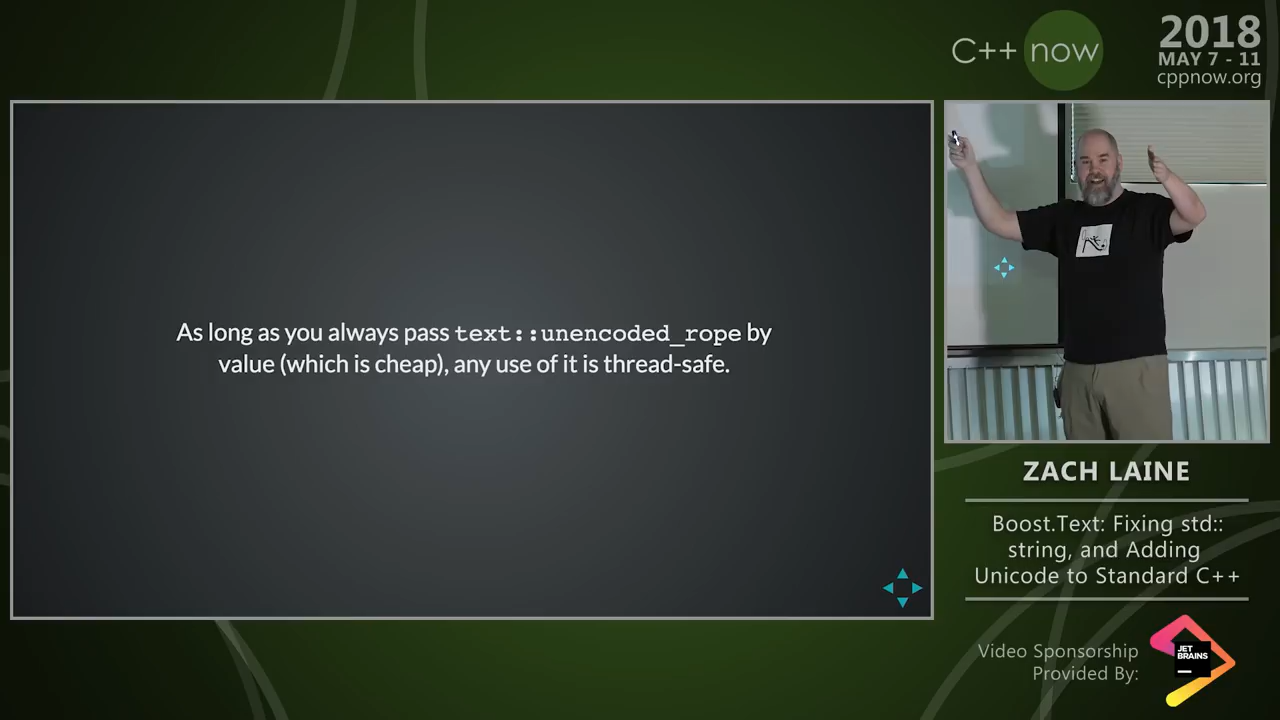 C++ now
2018
MAY 7 - 11
cppnow.org
As long as you always pass text::unencoded_rope by
value (which is cheap), any use of it is thread-safe.
ZACH LAINE
Boost.Text: Fixing std::
string, and Adding
Unicode to Standard C++
Video Sponsorship
Provided By:
JET
BRAINS